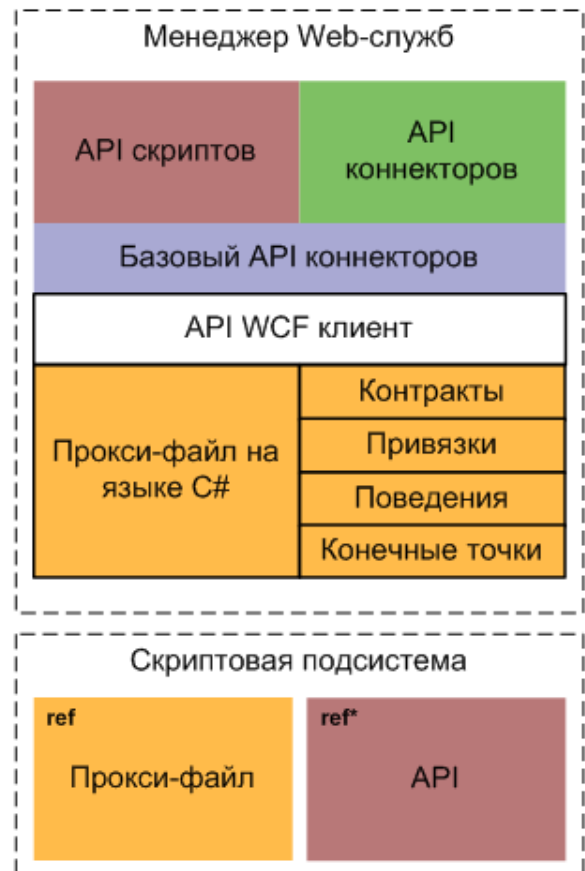 Менеджер Web-служб
API скриптов
API
коннекторов
Базовый API коннекторов
API WCF клиент
Прокси-файл на
языке C#
Контракты
Привязки
Поведения
Конечные точки
Скриптовая подсистема
ref
Прокси-файл
ref*
API